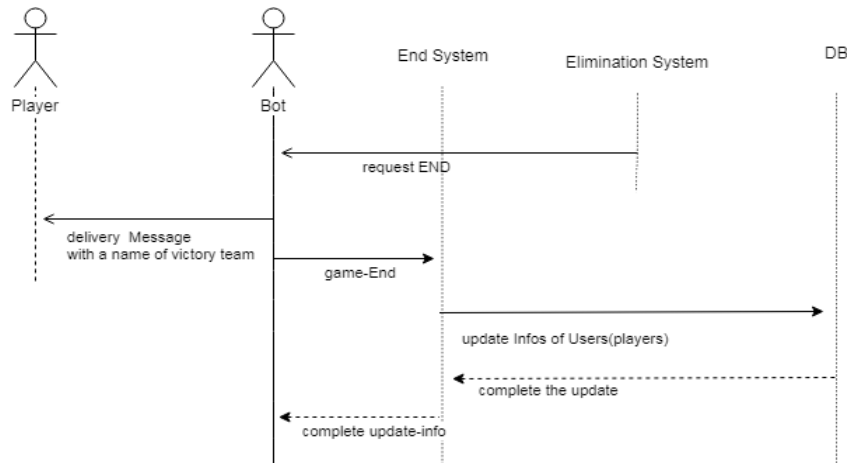 Player
Bot
End System
Elimination System
DB
request END
delivery Message
with a name of victory team
game-End
update Infos of Users(players)
complete the update
complete update-info